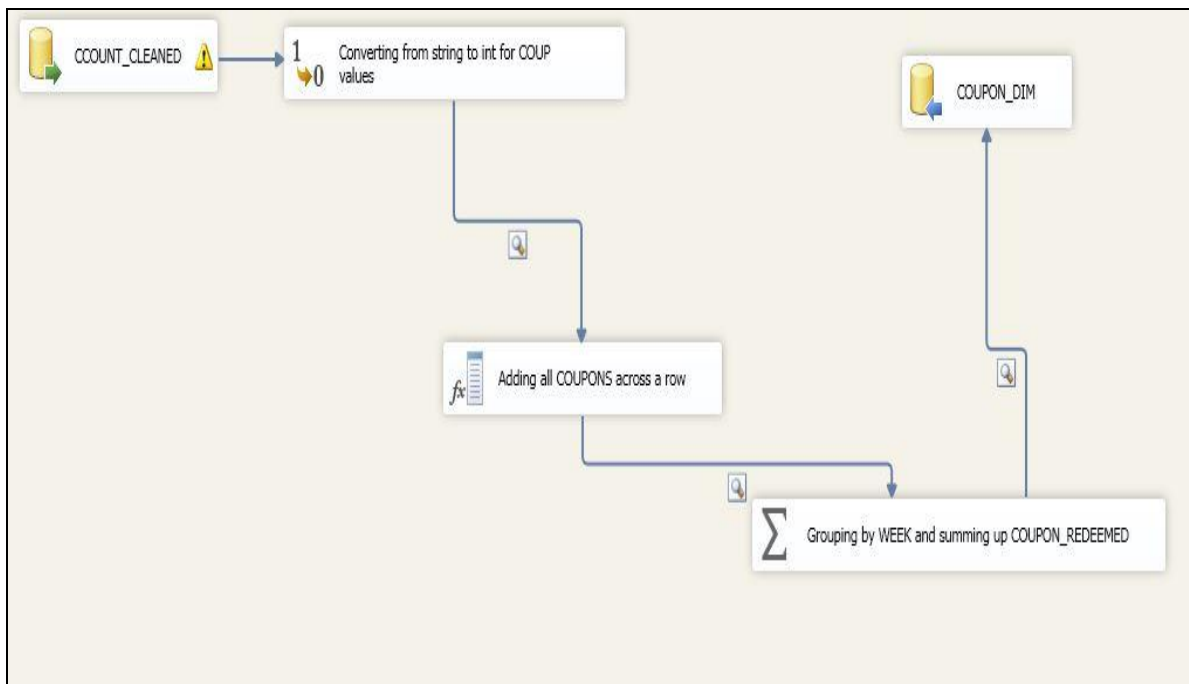 CCOUNT_CLEANED
1
0
Converting from string to int for COUP
values
COUPON_DIM
fx
Adding all COUPONS across a row
Σ
Grouping by WEEK and summing up COUPON_REDEEMED